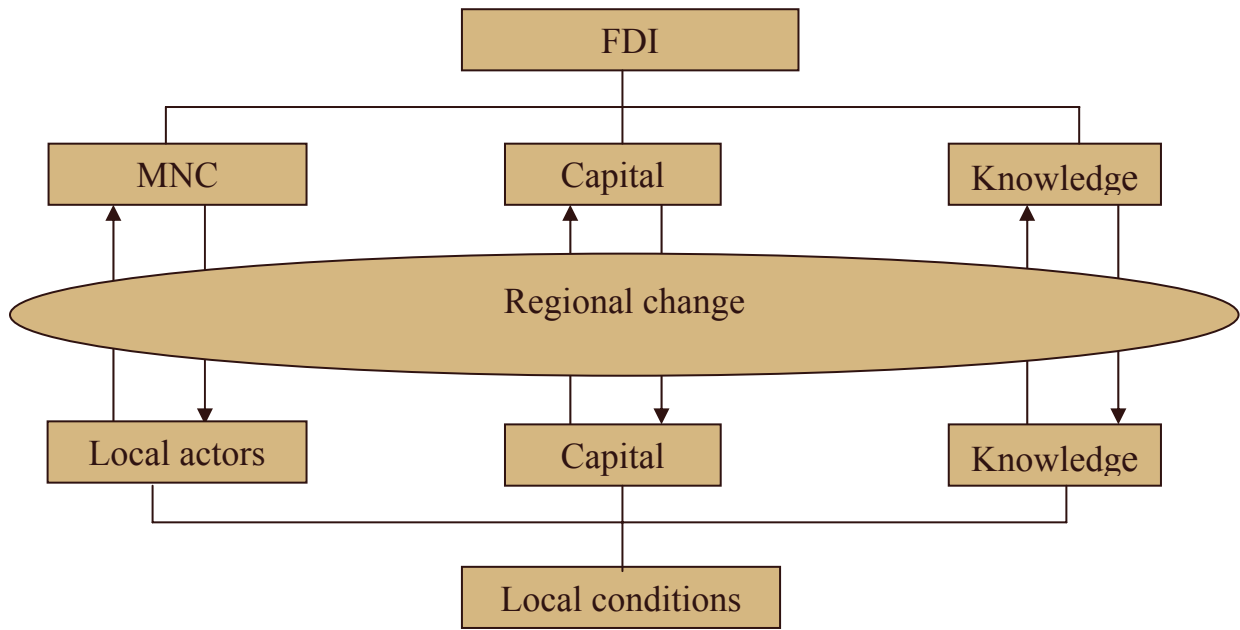 FDI
MNC
Capital
Knowledge
Regional change
Local actors
Capital
Knowledge
Local conditions